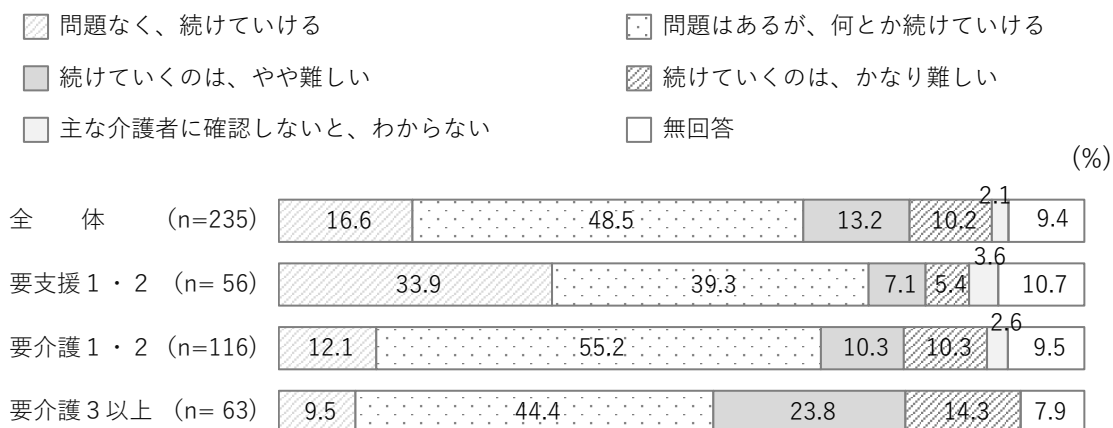 問題なく、続けていける 問題はあるが、何とか続けていける
続けていくのは、やや難しい 続けていくのは、かなり難しい
主な介護者に確認しないと、わからない 無回答
(%)
全　体 (n=235) 16.6 48.5 13.2 10.2 2.1 9.4
要支援１・２ (n= 56) 33.9 39.3 7.1 5.4 3.6 10.7
要介護１・２ (n=116) 12.1 55.2 10.3 10.3 2.6 9.5
要介護３以上 (n= 63) 9.5 44.4 23.8 14.3 7.9